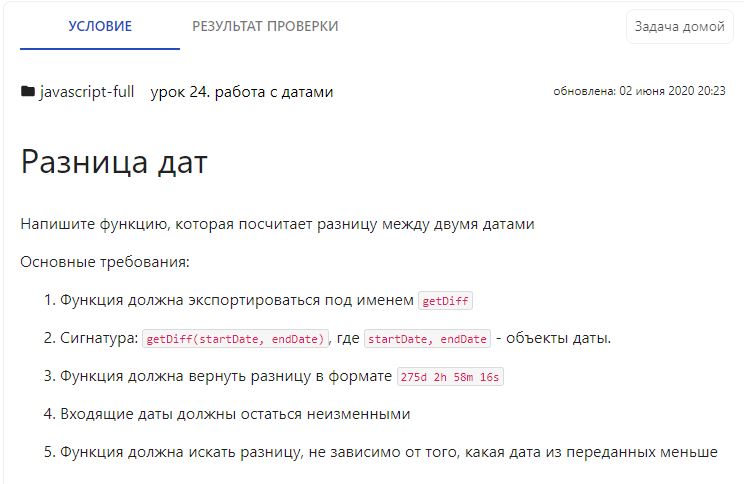 УСЛОВИЕ РЕЗУЛЬТАТ ПРОВЕРКИ Задача домой
javascript-full урок 24. работа с датами обновлена: 02 июня 2020 20:23
Разница дат
Напишите функцию, которая посчитает разницу между двумя датами
Основные требования:
1. Функция должна экспортироваться под именем getDiff
2. Сигнатура: getDiff(startDate, endDate), где startDate, endDate - объекты даты.
3. Функция должна вернуть разницу в формате 275d 2h 58m 16s
4. Входящие даты должны остаться неизменными
5. Функция должна искать разницу, не зависимо от того, какая дата из переданных меньше